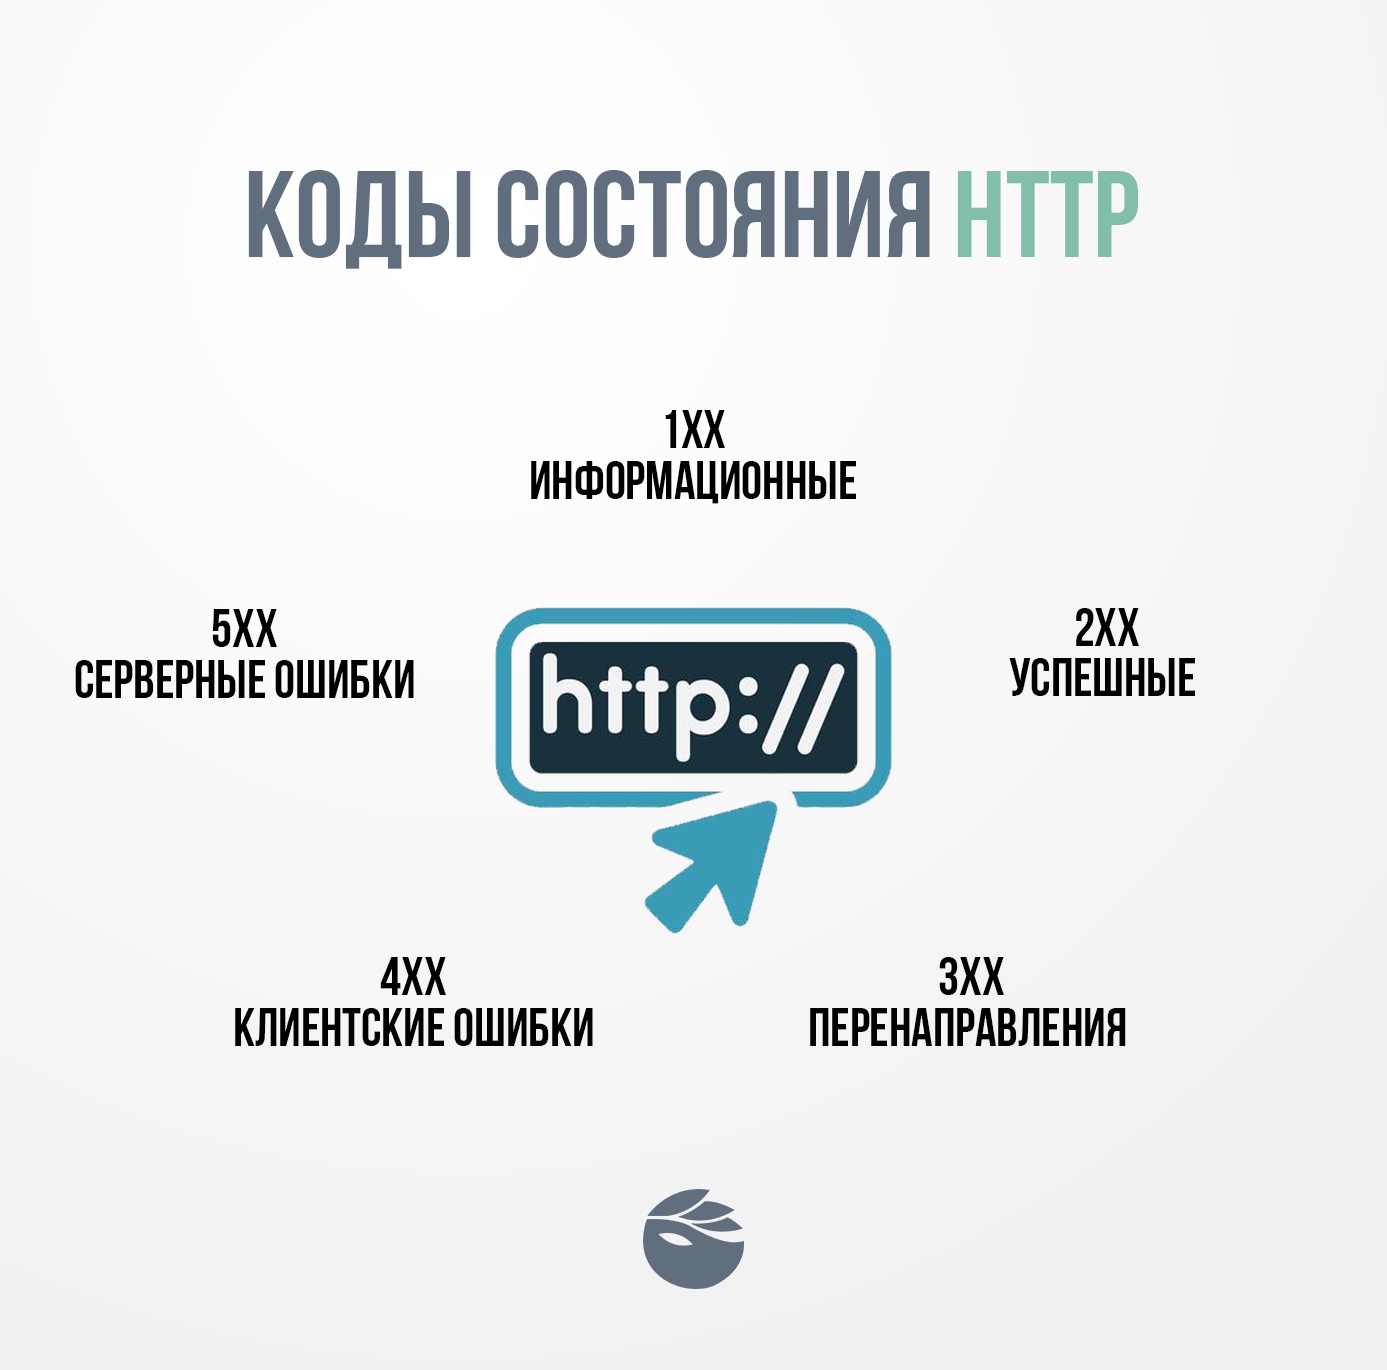 КОДЫ СОСТОЯНИЯ HTTP
1XX
ИНФОРМАЦИОННЫЕ
5XX
СЕРВЕРНЫЕ ОШИБКИ
http://
2XX
УСПЕШНЫЕ
4XX
КЛИЕНТСКИЕ ОШИБКИ
3XX
ПЕРЕНАПРАВЛЕНИЯ